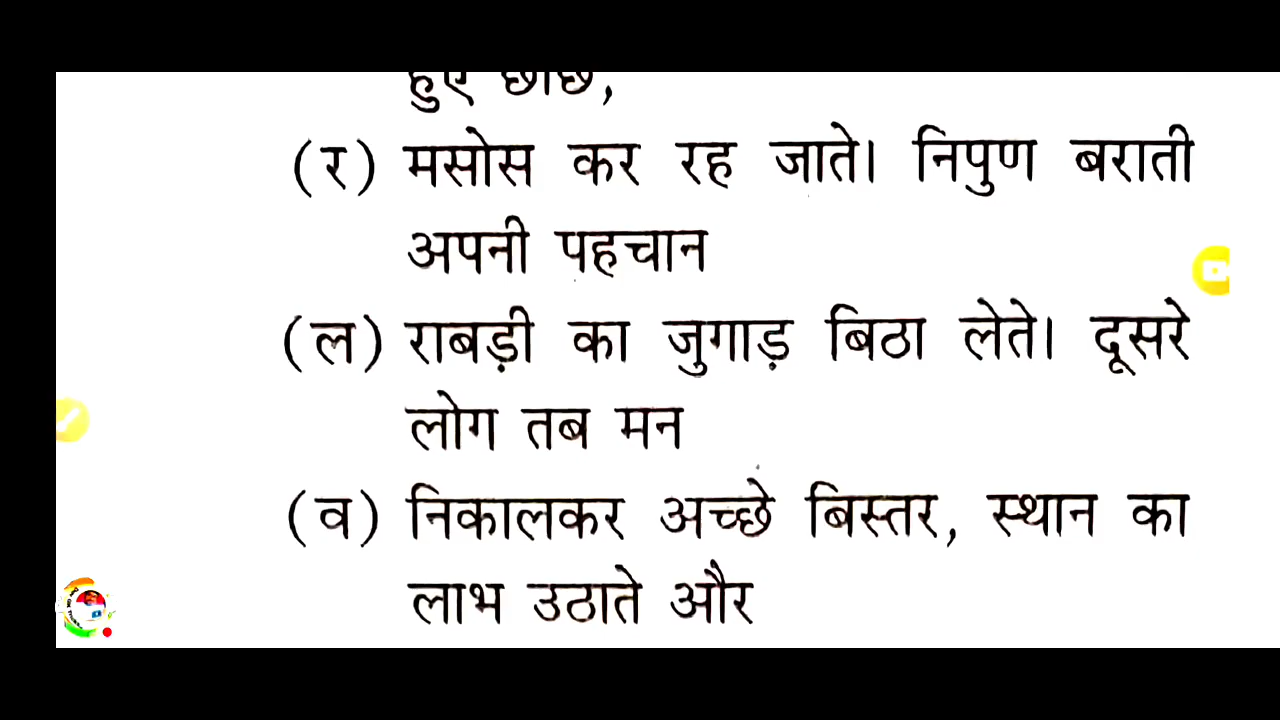 हुए छाछ,
(र) मसोस कर रह जाते। निपुण बराती
अपनी पहचान
(ल) राबड़ी का जुगाड़ बिठा लेते। दूसरे
लोग तब मन
(व) निकालकर अच्छे बिस्तर, स्थान का
लाभ उठाते और